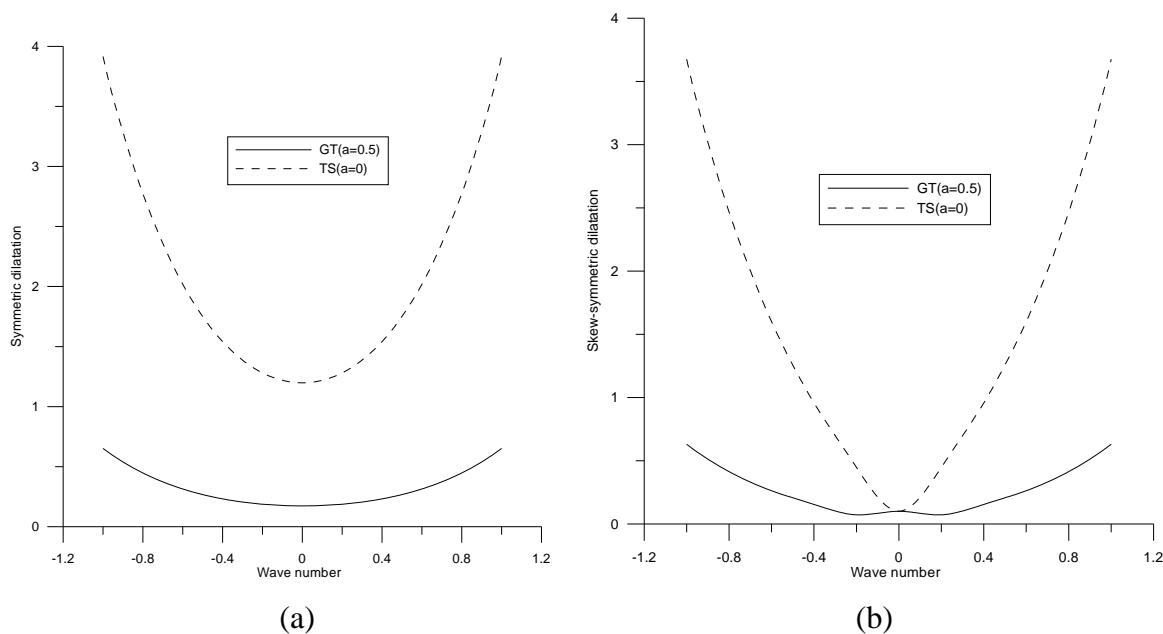 4
3
2
1
0
Symmetric dilatation
GT(a=0.5)
TS(a=0)
-1.2
-0.8
-0.4
0
0.4
0.8
1.2
Wave number
(a)
4
3
2
1
0
Skew-symmetric dilatation
GT(a=0.5)
TS(a=0)
-1.2
-0.8
-0.4
0
0.4
0.8
1.2
Wave number
(b)